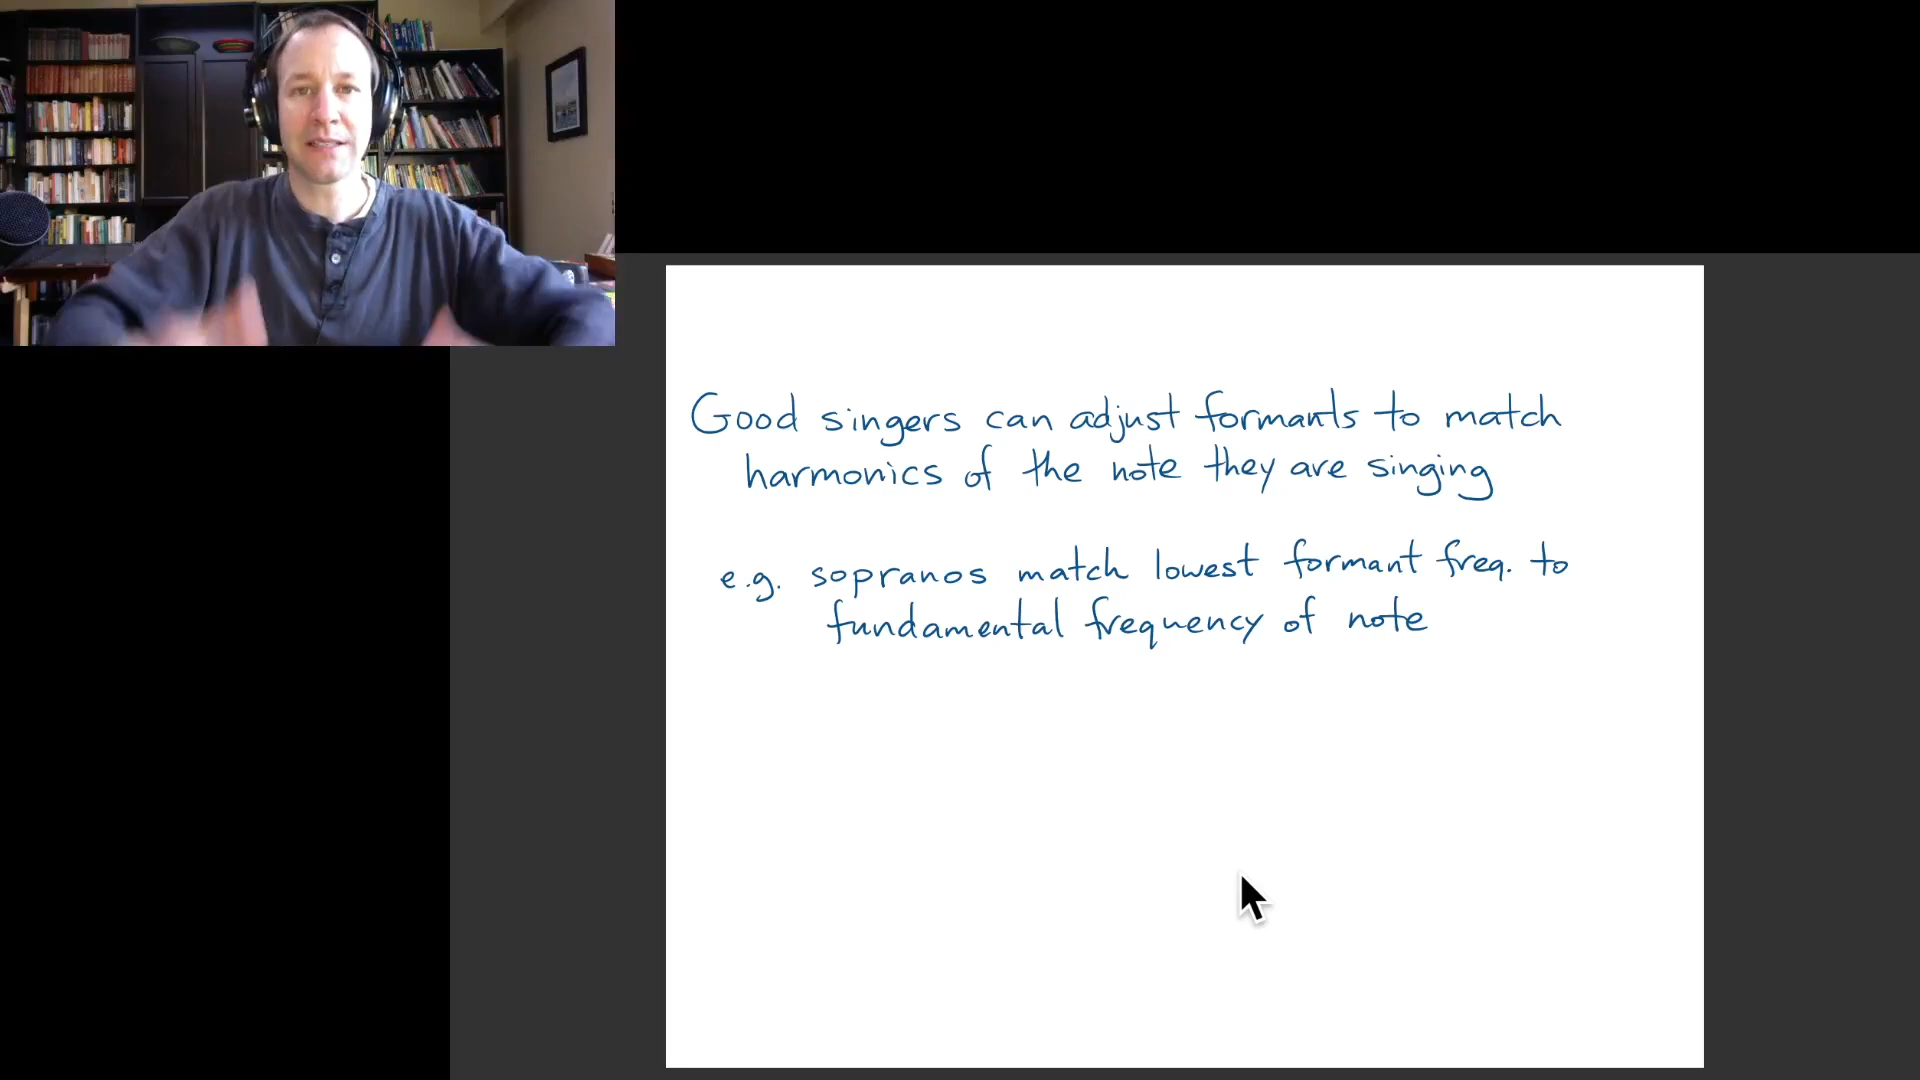 Good singers can adjust formants to match
harmonics of the note they are singing
e.g. sopranos match lowest formant freq. to
fundamental frequency of note